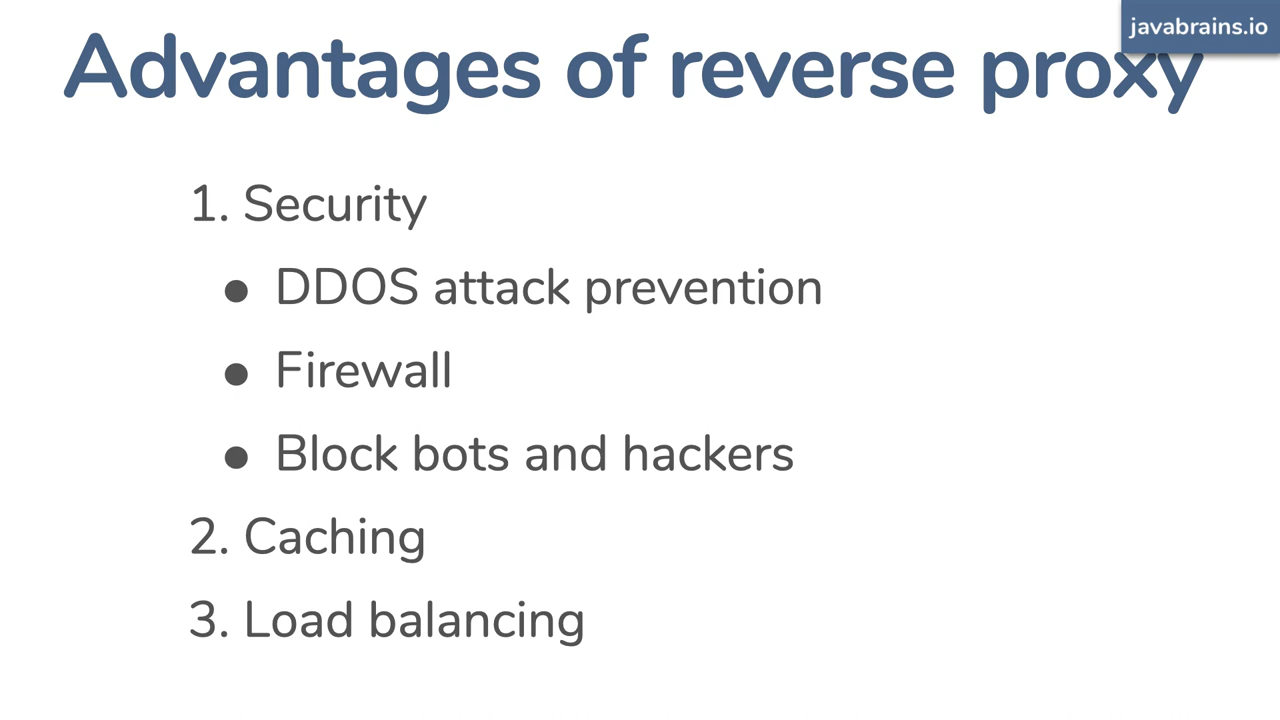 javabrains.io
Advantages of reverse proxy
1. Security
● DDOS attack prevention
● Firewall
● Block bots and hackers
2. Caching
3. Load balancing